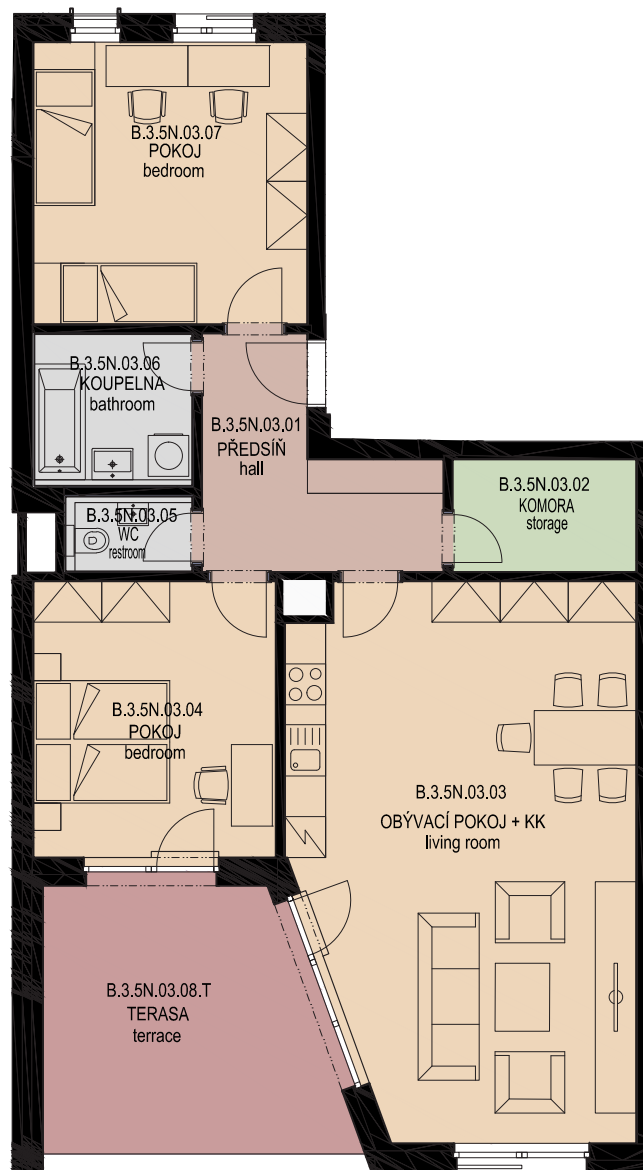 B.3.5N.03.07
POKOJ
bedroom
B.3.5N.03.06
KOUPELNA
bathroom
B.3.5N.03.01
PŘEDSÍŇ
hall
B.3.5N.03.02
KOMORA
storage
B.3.5N.03.05
WC
restroom
B.3.5N.03.04
POKOJ
bedroom
B.3.5N.03.03
OBÝVACÍ POKOJ + KK
living room
B.3.5N.03.08.T
TERASA
terrace